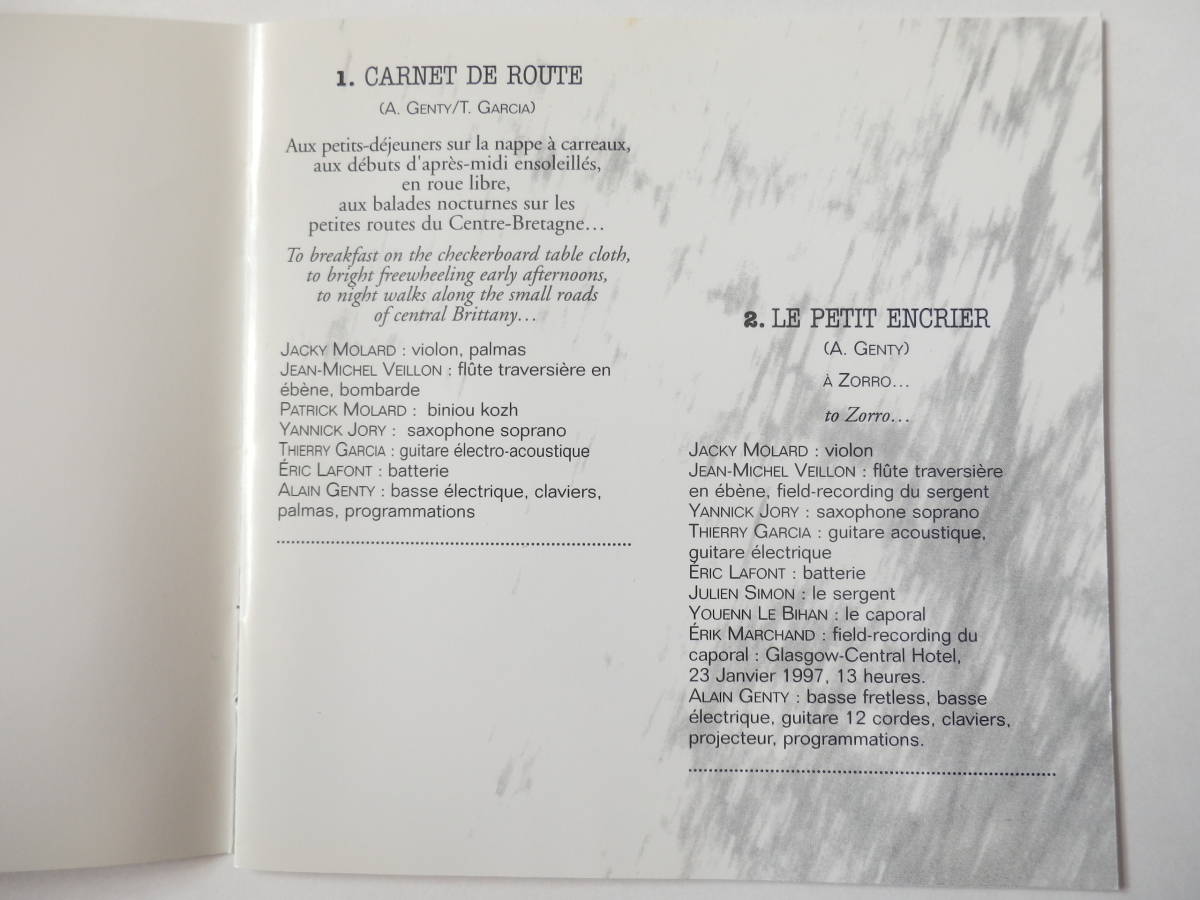 1. CARNET DE ROUTE
(A. GENTY/T. GARCIA)
Aux petits-déjeuners sur la nappe à carreaux,
aux débuts d'après-midi ensoleillés,
en roue libre,
aux balades nocturnes sur les
petites routes du Centre-Bretagne...
To breakfast on the checkerboard table cloth,
to bright freewheeling early afternoons,
to night walks along the small roads
of central Brittany...
JACKY MOLARD : violon, palmas
JEAN-MICHEL VEILLON : flûte traversière en
ébène, bombarde
PATRICK MOLARD : biniou kozh
YANNICK JORY : saxophone soprano
THIERRY GARCIA : guitare électro-acoustique
ÉRIC LAFONT : batterie
ALAIN GENTY : basse électrique, claviers,
palmas, programmations
2. LE PETIT ENCRIER
(A. GENTY)
À ZORRO...
to Zorro...
JACKY MOLARD : violon
JEAN-MICHEL VEILLON : flûte traversière
en ébène, field-recording du sergent
YANNICK JORY : saxophone soprano
THIERRY GARCIA : guitare acoustique,
guitare électrique
ÉRIC LAFONT : batterie
JULIEN SIMON : le sergent
YOUENN LE BIHAN : le caporal
ÉRIK MARCHAND : field-recording du
caporal : Glasgow-Central Hotel,
23 Janvier 1997, 13 heures.
ALAIN GENTY : basse fretless, basse
électrique, guitare 12 cordes, claviers,
projecteur, programmations.